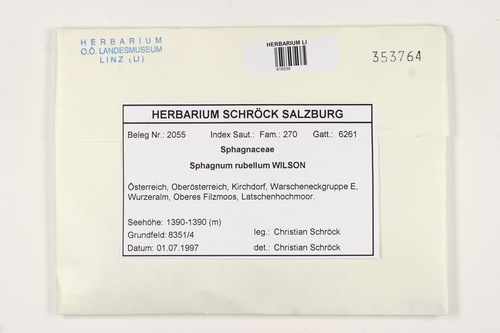 HERBARIUM
O.Ö. LANDESMUSEUM
LINZ (LI)
HERBARIUM LI
353764
HERBARIUM SCHRÖCK SALZBURG
Beleg Nr.: 2055 Index Saut.: Fam.: 270 Gatt.: 6261
Sphagnaceae
Sphagnum rubellum WILSON
Österreich, Oberösterreich, Kirchdorf, Warscheneckgruppe E,
Wurzeralm, Oberes Filzmoos, Latschenhochmoor.
Seehöhe: 1390-1390 (m)
Grundfeld: 8351/4 leg.: Christian Schröck
Datum: 01.07.1997 det.: Christian Schröck